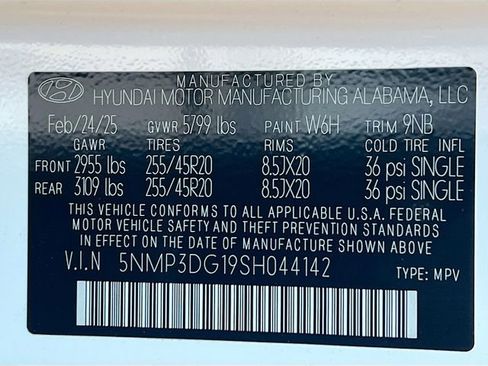 MANUFACTURED BY
HYUNDAI MOTOR MANUFACTURING ALABAMA, LLC
Feb/24/25 GVWR 5799 lbs PAINT W6H TRIM 9NB
GAWR TIRES RIMS COLD TIRE INFL
FRONT 2955 lbs 255/45R20 8.5JX20 36 psi SINGLE
REAR 3109 lbs 255/45R20 8.5JX20 36 psi SINGLE
THIS VEHICLE CONFORMS TO ALL APPLICABLE U.S.A. FEDERAL
MOTOR VEHICLE SAFETY AND THEFT PREVENTION STANDARDS
IN EFFECT ON THE DATE OF MANUFACTURE SHOWN ABOVE.
V.I.N 5NMP3DG19SH044142 TYPE: MPV